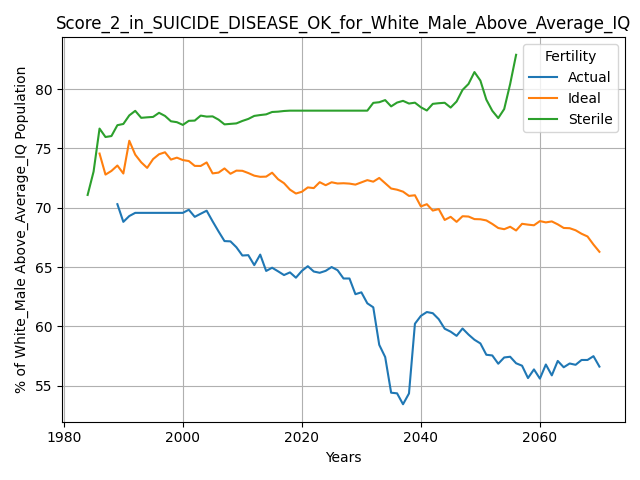 Score_2_in_SUICIDE_DISEASE_OK_for_White_Male_Above_Average_IQ
% of White_Male Above_Average_IQ Population
80
75
70
65
60
55
Fertility
Actual
Ideal
Sterile
1980
2000
2020
2040
2060
Years